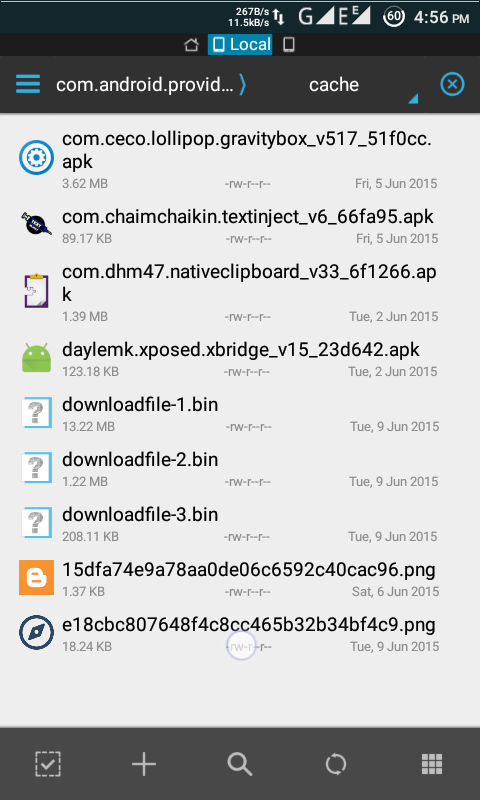 267B/s
11.5kB/s
G E E 60 4:56 PM
Local
com.android.provid... cache
com.ceco.lollipop.gravitybox_v517_51f0cc.
apk
3.62 MB -rw-r--r-- Fri, 5 Jun 2015
com.chaimchaikin.textinject_v6_66fa95.apk
89.17 KB -rw-r--r-- Fri, 5 Jun 2015
com.dhm47.nativeclipboard_v33_6f1266.ap
k
1.39 MB -rw-r--r-- Tue, 2 Jun 2015
daylemk.xposed.xbridge_v15_23d642.apk
123.18 KB -rw-r--r-- Tue, 2 Jun 2015
downloadfile-1.bin
13.22 MB -rw-r--r-- Tue, 9 Jun 2015
downloadfile-2.bin
1.22 MB -rw-r--r-- Tue, 9 Jun 2015
downloadfile-3.bin
208.11 KB -rw-r--r-- Tue, 9 Jun 2015
15dfa74e9a78aa0de06c6592c40cac96.png
1.37 KB -rw-r--r-- Sat, 6 Jun 2015
e18cbc807648f4c8cc465b32b34bf4c9.png
18.24 KB -rw-r--r-- Tue, 9 Jun 2015